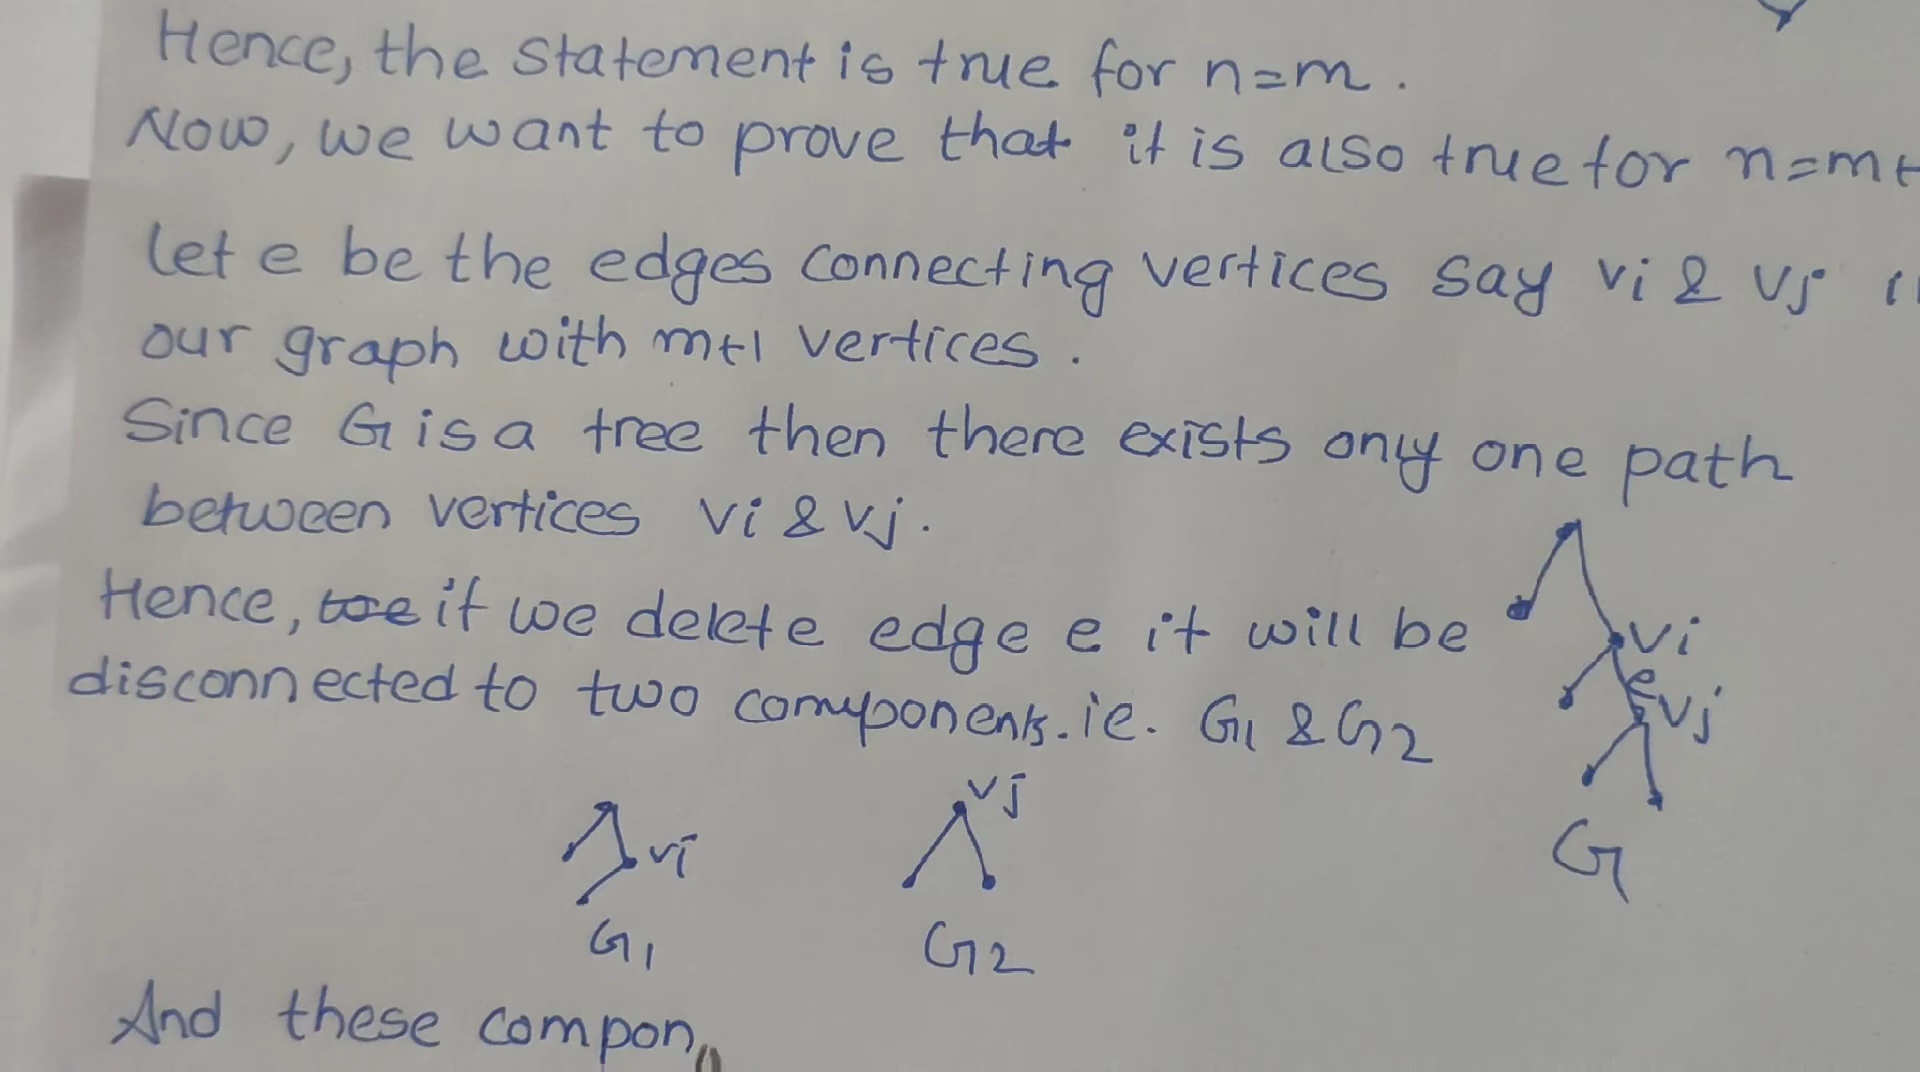 Hence, the statement is true for n=m.
Now, we want to prove that it is also true for n=m+
let e be the edges connecting vertices say vi & vj
our graph with m+1 vertices.
Since G is a tree then there exists only one path
between vertices vi & vj.
Hence, if we delete edge e it will be
disconnected to two components. ie. G1 & G2
vi
e
vj
G
vi
G1
vj
G2
And these compon